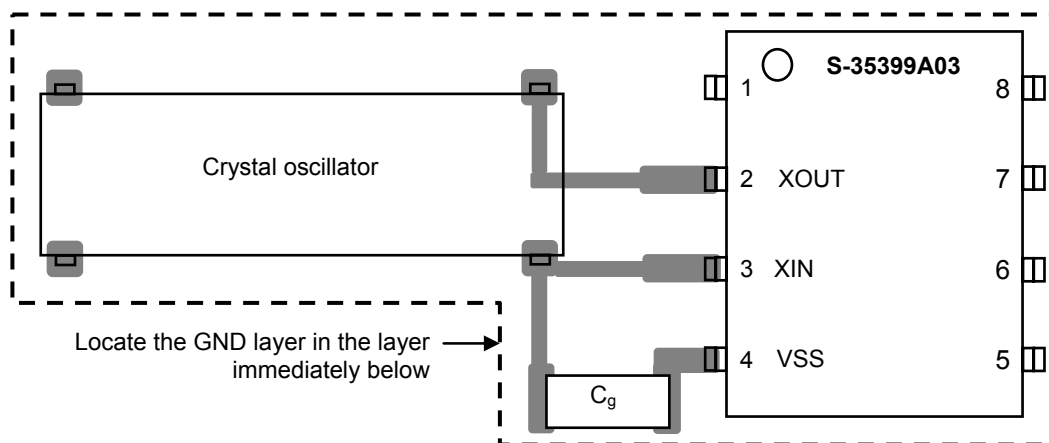 S-35399A03
1
8
Crystal oscillator
2 XOUT
7
3 XIN
6
Locate the GND layer in the layer
immediately below
4 VSS
5
Cg